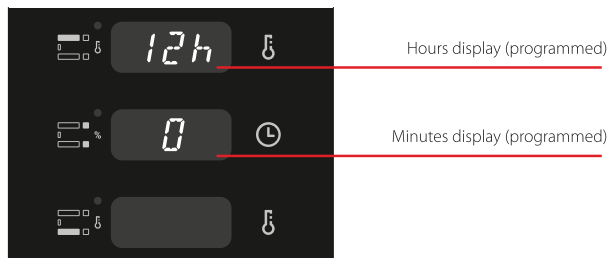 12h
Hours display (programmed)
0
%
Minutes display (programmed)